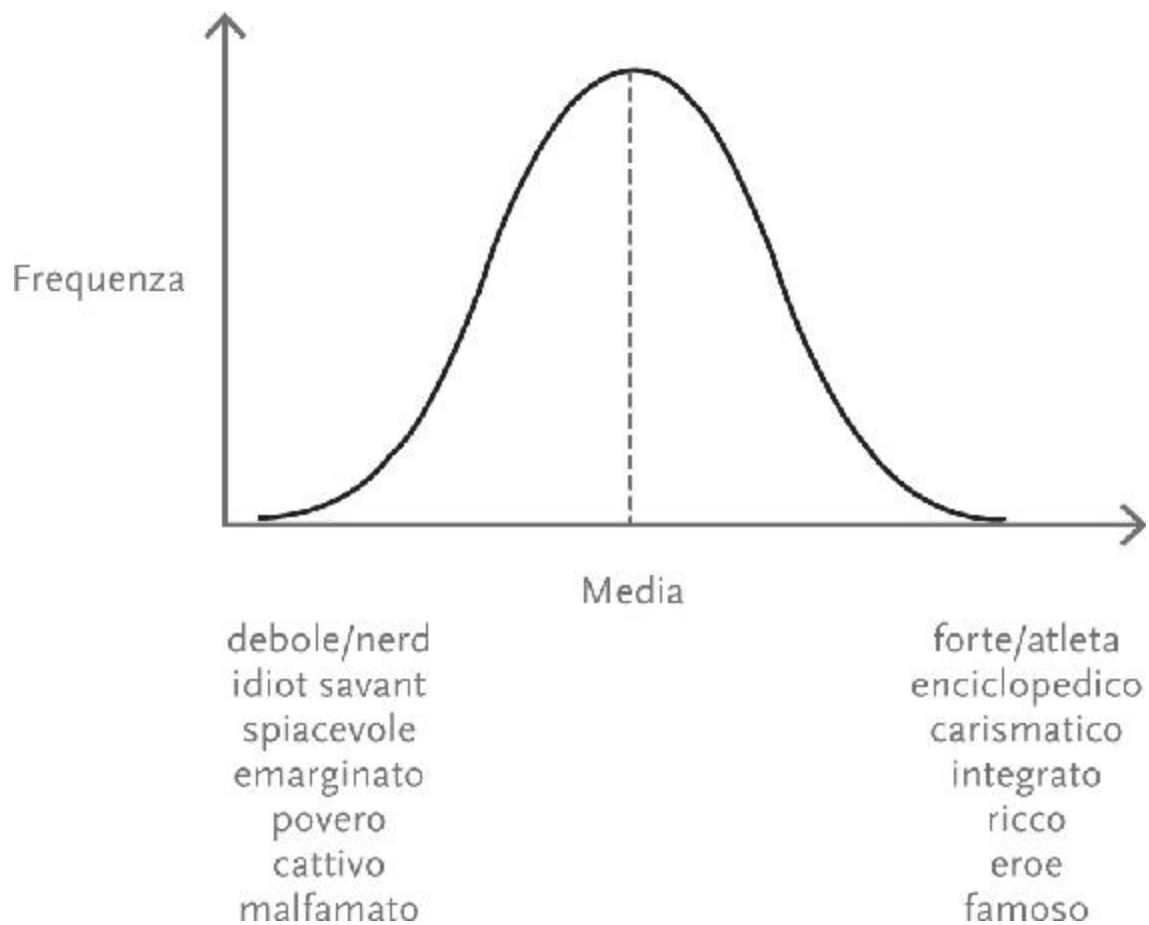 Frequenza
Media
debole/nerd forte/atleta
idiot savant enciclopedico
spiacevole carismatico
emarginato integrato
povero ricco
cattivo eroe
malfamato famoso